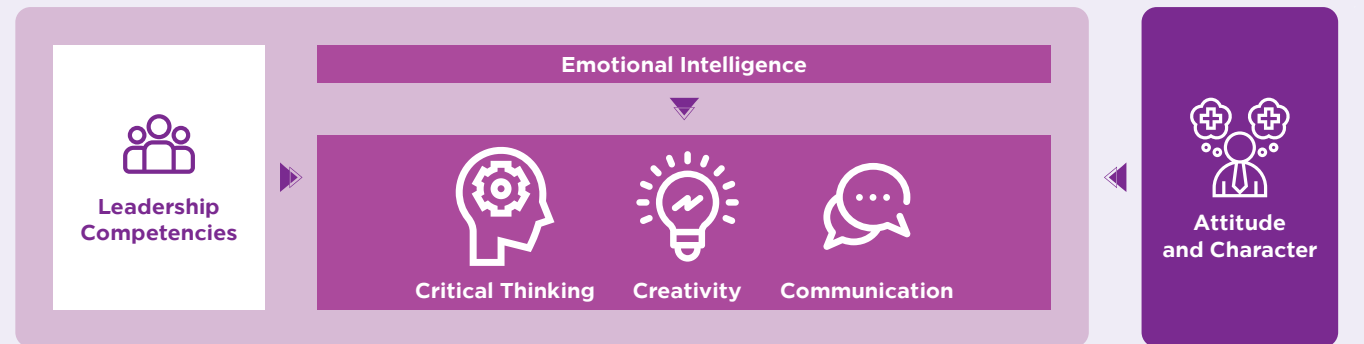 Emotional Intelligence
Leadership
Competencies
Critical Thinking
Creativity
Communication
Attitude
and Character